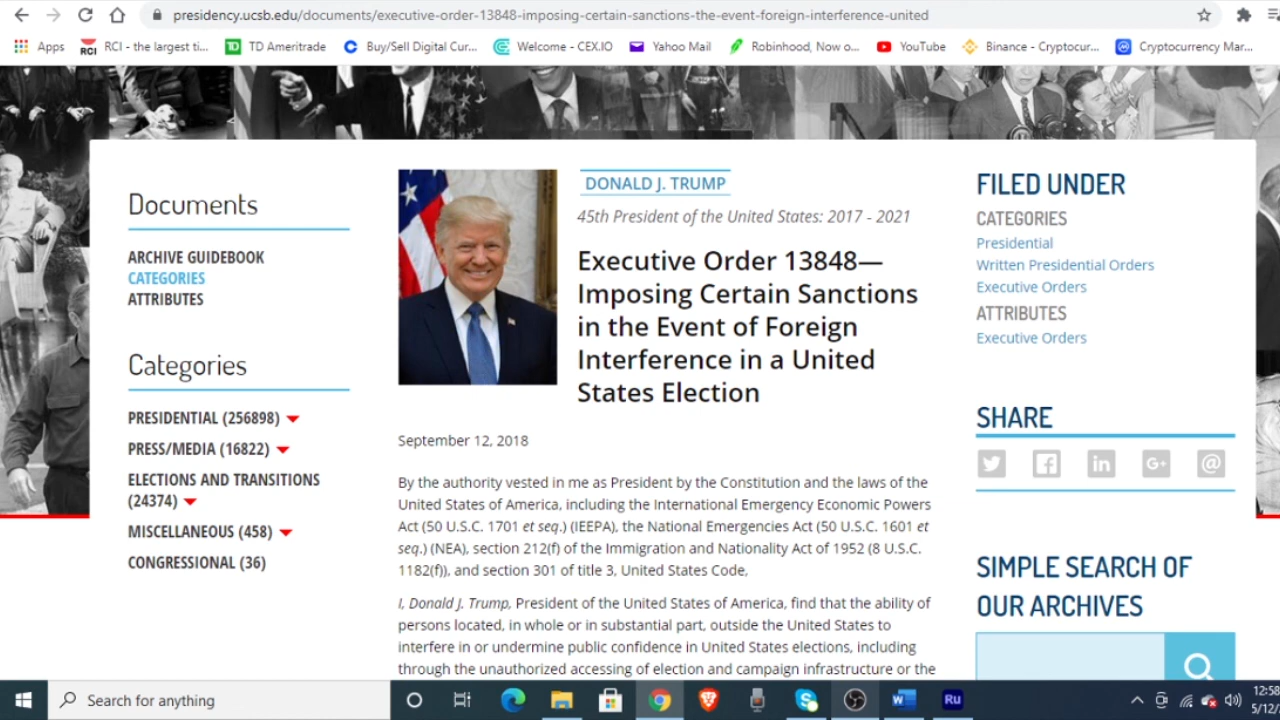 presidency.ucsb.edu/documents/executive-order-13848-imposing-certain-sanctions-the-event-foreign-interference-united
Apps
RCI
RCI - the largest ti...
TD Ameritrade
Buy/Sell Digital Cur...
Welcome - CEX.IO
Yahoo Mail
Robinhood, Now o...
YouTube
Binance - Cryptocur...
Cryptocurrency Mar...
Documents
ARCHIVE GUIDEBOOK
CATEGORIES
ATTRIBUTES
Categories
PRESIDENTIAL (256898)
PRESS/MEDIA (16822)
ELECTIONS AND TRANSITIONS
(24374)
MISCELLANEOUS (458)
CONGRESSIONAL (36)
DONALD J. TRUMP
45th President of the United States: 2017 - 2021
Executive Order 13848—
Imposing Certain Sanctions
in the Event of Foreign
Interference in a United
States Election
September 12, 2018
By the authority vested in me as President by the Constitution and the laws of the
United States of America, including the International Emergency Economic Powers
Act (50 U.S.C. 1701 et seq.) (IEEPA), the National Emergencies Act (50 U.S.C. 1601 et
seq.) (NEA), section 212(f) of the Immigration and Nationality Act of 1952 (8 U.S.C.
1182(f)), and section 301 of title 3, United States Code,
I, Donald J. Trump, President of the United States of America, find that the ability of
persons located, in whole or in substantial part, outside the United States to
interfere in or undermine public confidence in United States elections, including
through the unauthorized accessing of election and campaign infrastructure or the
FILED UNDER
CATEGORIES
Presidential
Written Presidential Orders
Executive Orders
ATTRIBUTES
Executive Orders
SHARE
SIMPLE SEARCH OF
OUR ARCHIVES
Search for anything
Ru
12:58
5/12/